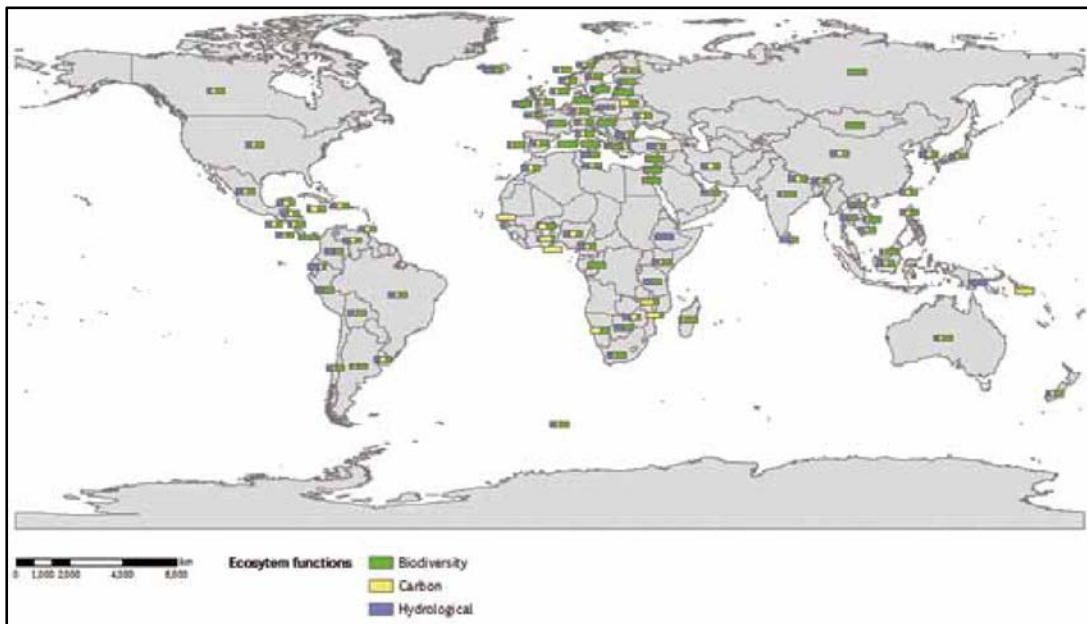 km
0 1,000 2,000 4,000 6,000
Ecosytem functions
Biodiversity
Carbon
Hydrological